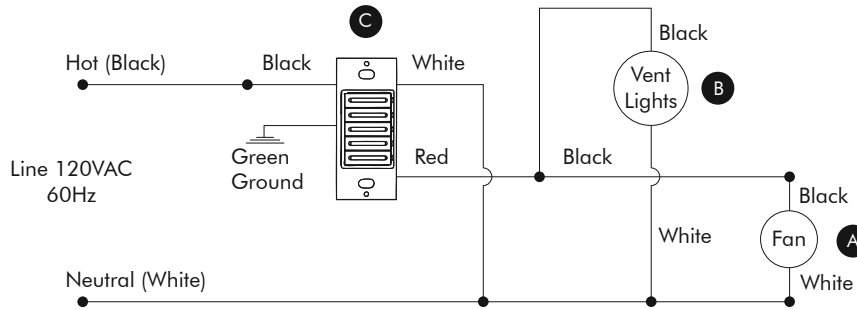 C
Black
Hot (Black)
Black
White
Vent
Lights
B
Green
Ground
Red
Black
Line 120VAC
60Hz
Black
White
Fan
A
Neutral (White)
White